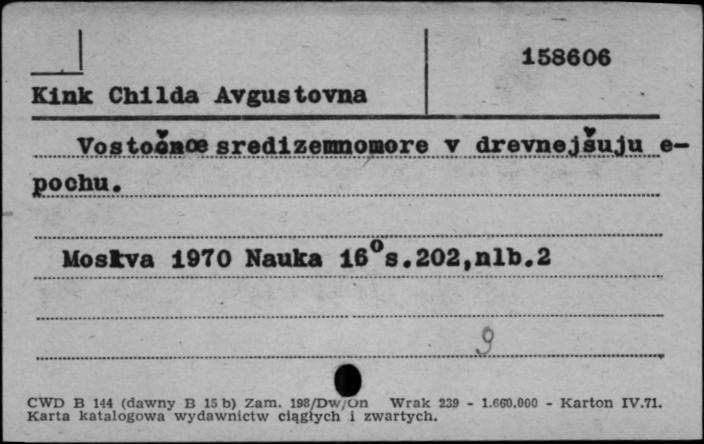 158606
Kink Childa Avgustovna
Vostočnoe sredizemnomore v drevnejšuju e-
pochu.
Moskva 1970 Nauka 16° s.202,nlb.2
9
CWD B 144 (dawny B 15 b) Zam. 198/Dw/On Wrak 239 - 1.660.000 - Karton IV.71.
Karta katalogowa wydawnictw ciągłych i zwartych.